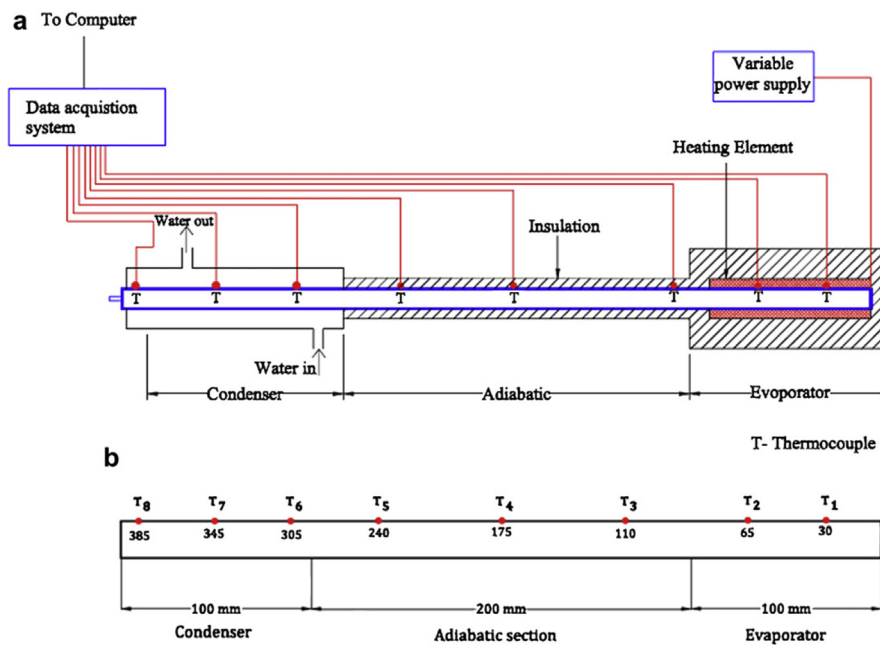 a
To Computer
Data acquistion
system
Variable
power supply
Heating Element
Water out
Insulation
T T T T T T T T
Water in
Condenser
Adiabatic
Evoporator
T- Thermocouple
b
T8 T7 T6 T5 T4 T3 T2 T1
385 345 305 240 175 110 65 30
100 mm 200 mm 100 mm
Condenser Adiabatic section Evaporator